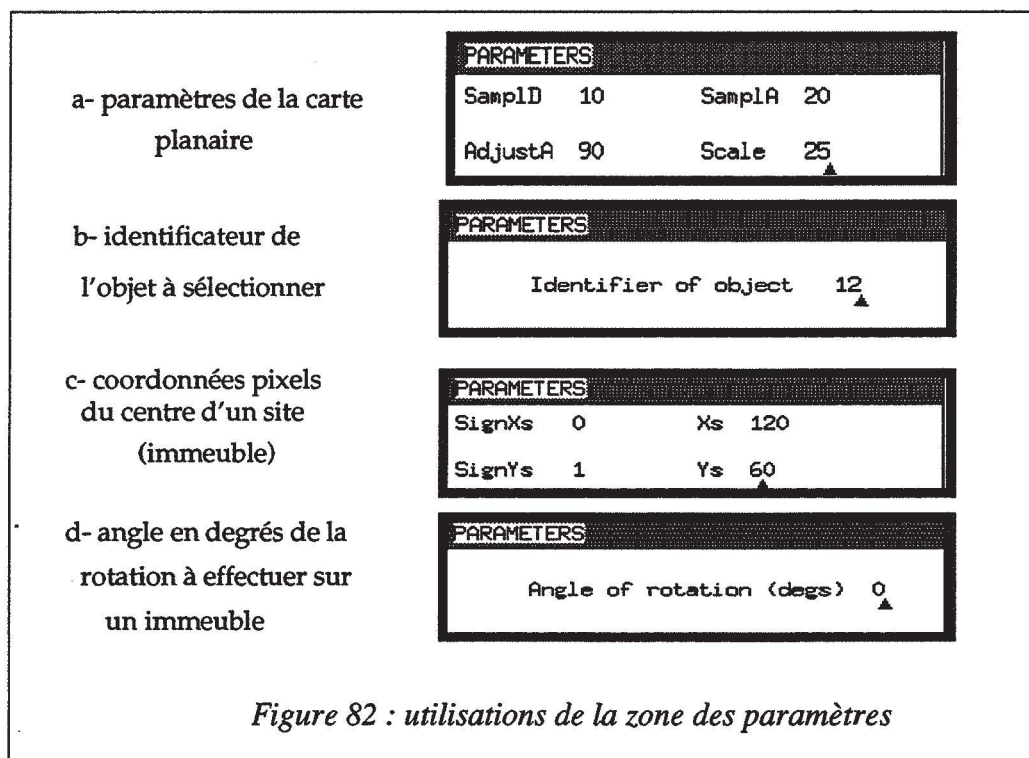 a- paramètres de la carte
planaire
PARAMETERS
SamplD 10 SamplA 20
AdjustA 90 Scale 25
b- identificateur de
l'objet à sélectionner
PARAMETERS
Identifier of object 12
c- coordonnées pixels
du centre d'un site
(immeuble)
PARAMETERS
SignXs 0 Xs 120
SignYs 1 Ys 60
d- angle en degrés de la
rotation à effectuer sur
un immeuble
PARAMETERS
Angle of rotation (degs) 0
Figure 82 : utilisations de la zone des paramètres